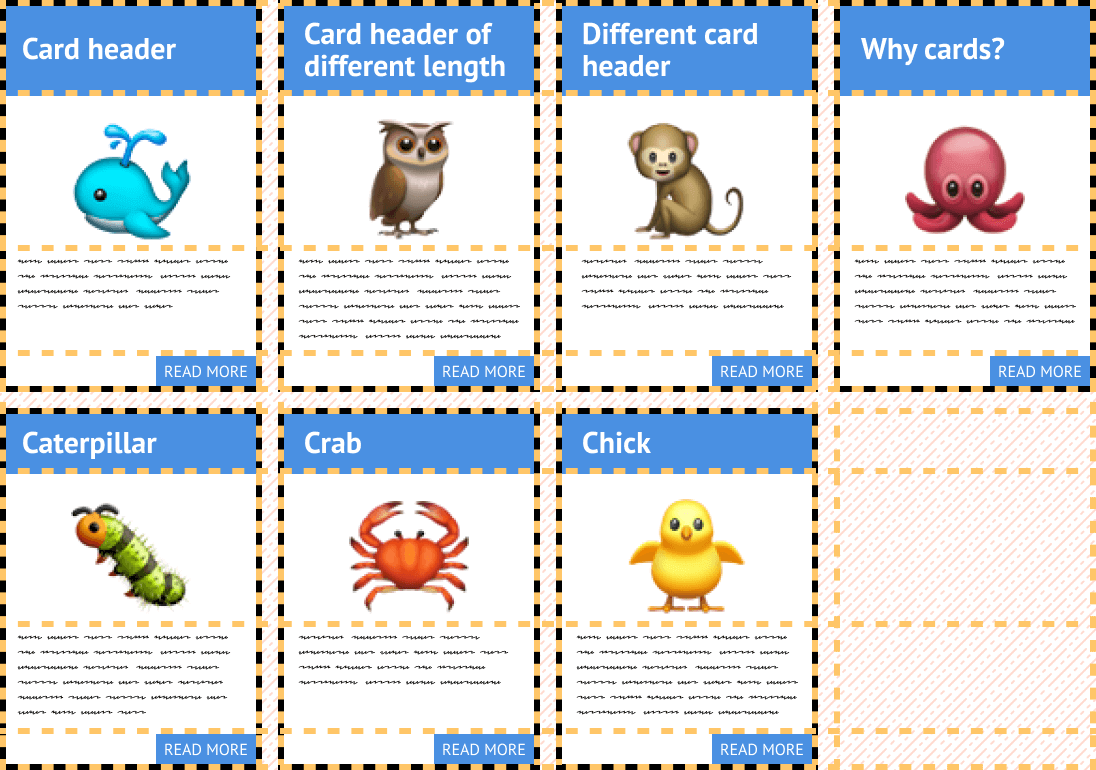 Card header
Card header of
different length
Different card
header
Why cards?
READ MORE
READ MORE
READ MORE
READ MORE
Caterpillar
Crab
Chick
READ MORE
READ MORE
READ MORE